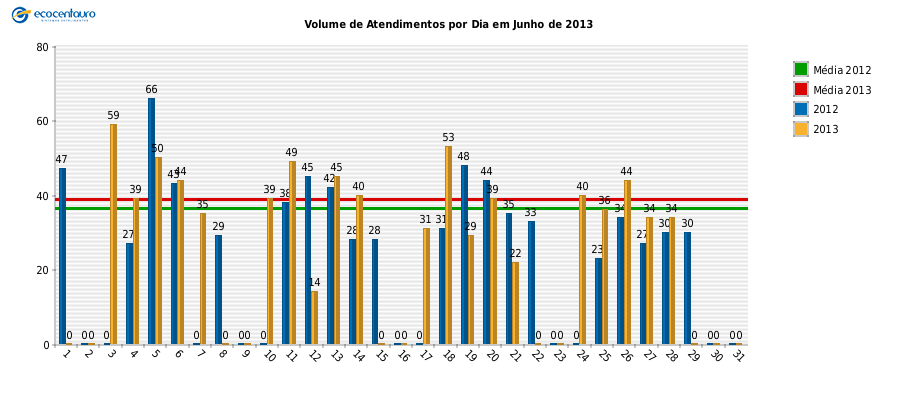 ecocentauro
Volume de Atendimentos por Dia em Junho de 2013
80
60
40
20
0
47 0 0 0 0 59 27 39 66 50 43 44 0 35 29 0 0 0 0 39 38 49 45 14 42 45 28 40 28 0 0 0 0 31 31 53 48 29 44 39 35 22 33 0 0 0 0 40 23 36 34 44 27 34 30 34 30 0 0 0 0 0
1 2 3 4 5 6 7 8 9 10 11 12 13 14 15 16 17 18 19 20 21 22 23 24 25 26 27 28 29 30 31
Média 2012
Média 2013
2012
2013